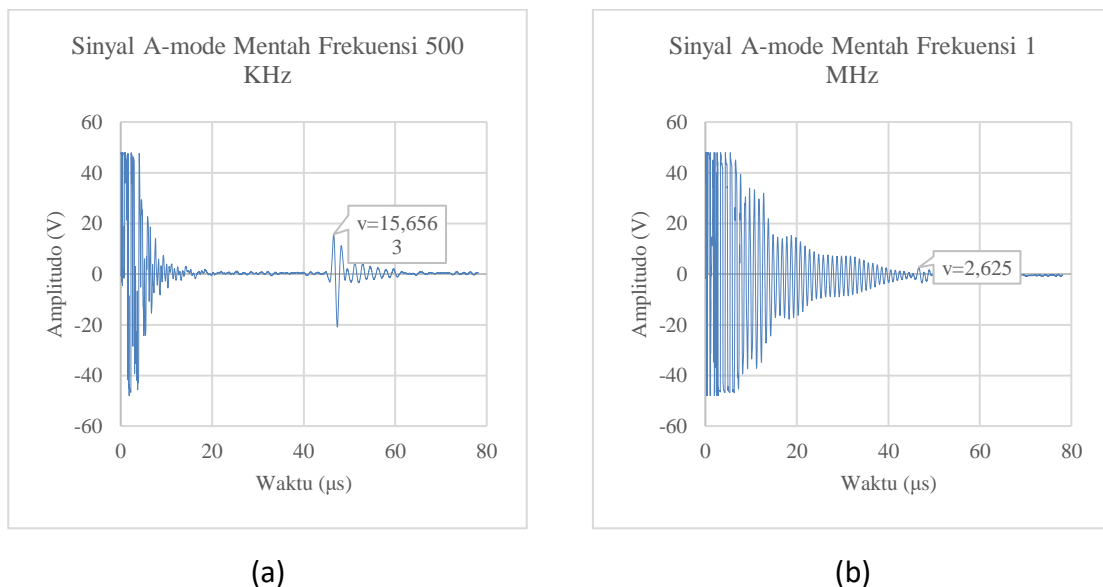 Sinyal A-mode Mentah Frekuensi 500
KHz
60
40
20
0
-20
-40
-60
Amplitudo (V)
v=15,656
3
0 20 40 60 80
Waktu (µs)
(a)
Sinyal A-mode Mentah Frekuensi 1
MHz
60
40
20
0
-20
-40
-60
Amplitudo (V)
v=2,625
0 20 40 60 80
Waktu (µs)
(b)